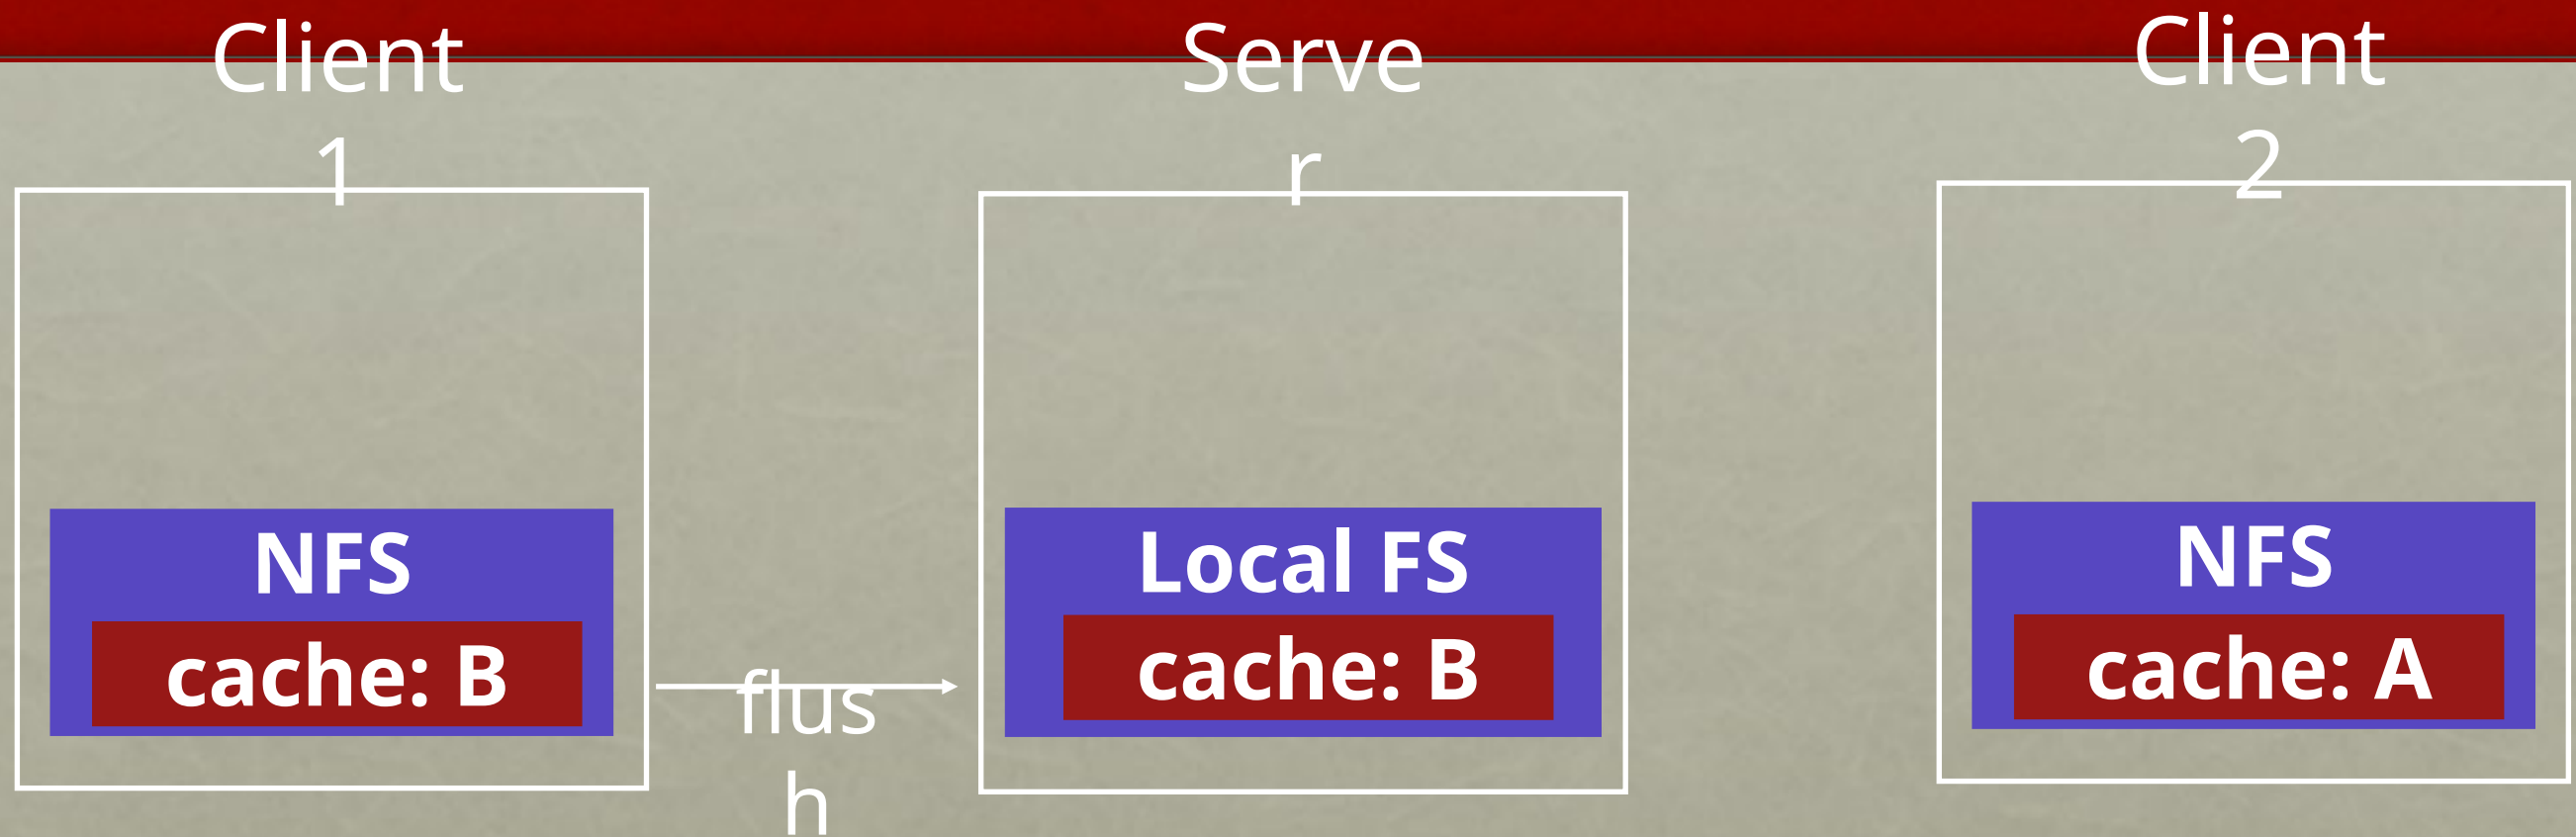 Client
1
Serve
r
Client
2
NFS
cache: B
flus
h
Local FS
cache: B
NFS
cache: A